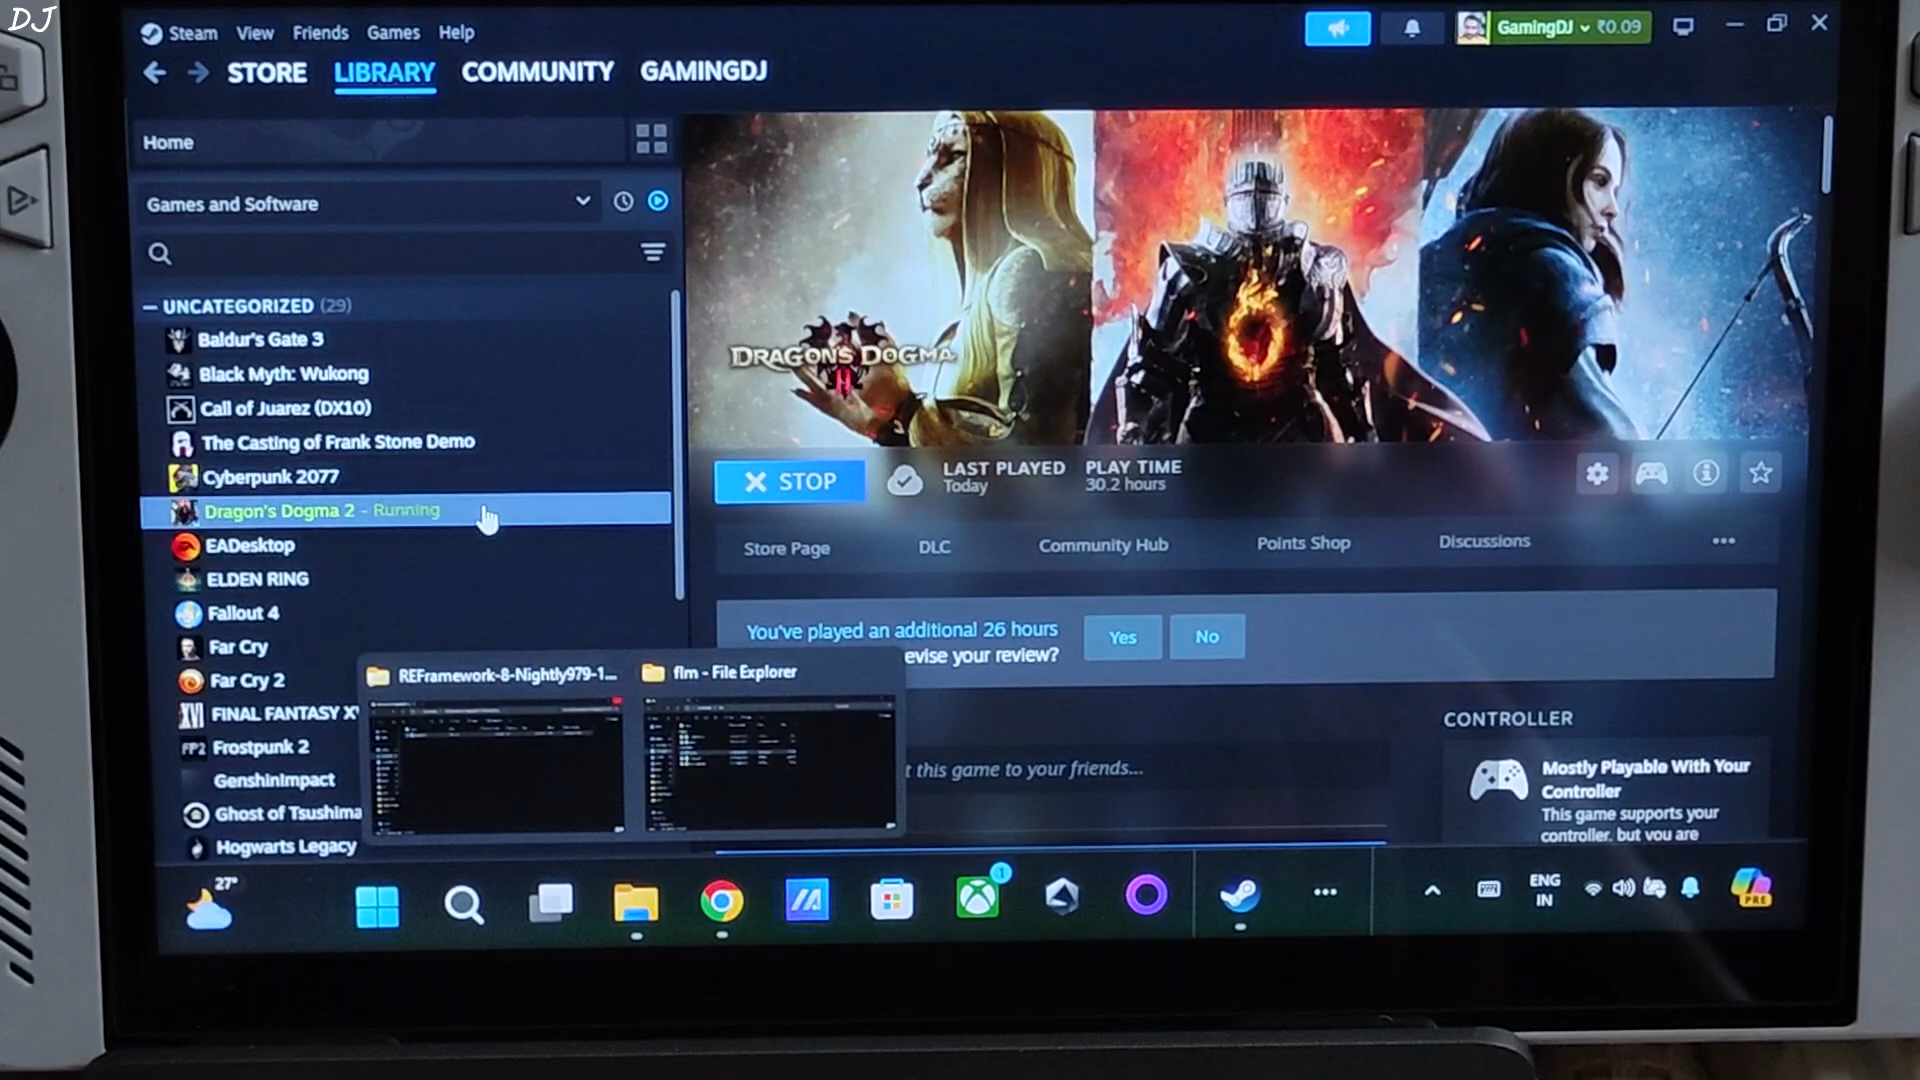 DJ
Steam View Friends Games Help
GamingDJ ₹0.09
STORE LIBRARY COMMUNITY GAMINGDJ
Home
Games and Software
UNCATEGORIZED (29)
Baldur's Gate 3
Black Myth: Wukong
Call of Juarez (DX10)
The Casting of Frank Stone Demo
Cyberpunk 2077
Dragon's Dogma 2 - Running
EADesktop
ELDEN RING
Fallout 4
Far Cry
Far Cry 2
FINAL FANTASY XV
Frostpunk 2
GenshinImpact
Ghost of Tsushima
Hogwarts Legacy
DRAGON'S DOGMA
II
STOP
LAST PLAYED
Today
PLAY TIME
30.2 hours
Store Page DLC Community Hub Points Shop Discussions
You've played an additional 26 hours
evise your review?
Yes No
REFramework-8-Nightly979-1...
flm - File Explorer
t this game to your friends...
CONTROLLER
Mostly Playable With Your
Controller
This game supports your
controller, but you are
27°
1
ENG
IN
PRE